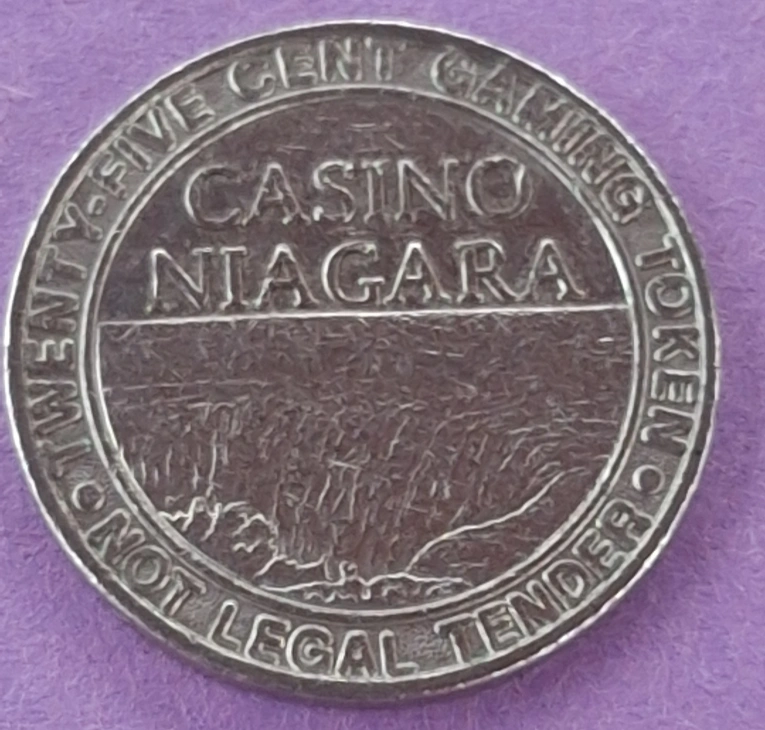 TWENTY-FIVE CENT GAMING TOKEN
CASINO
NIAGARA
NOT LEGAL TENDER